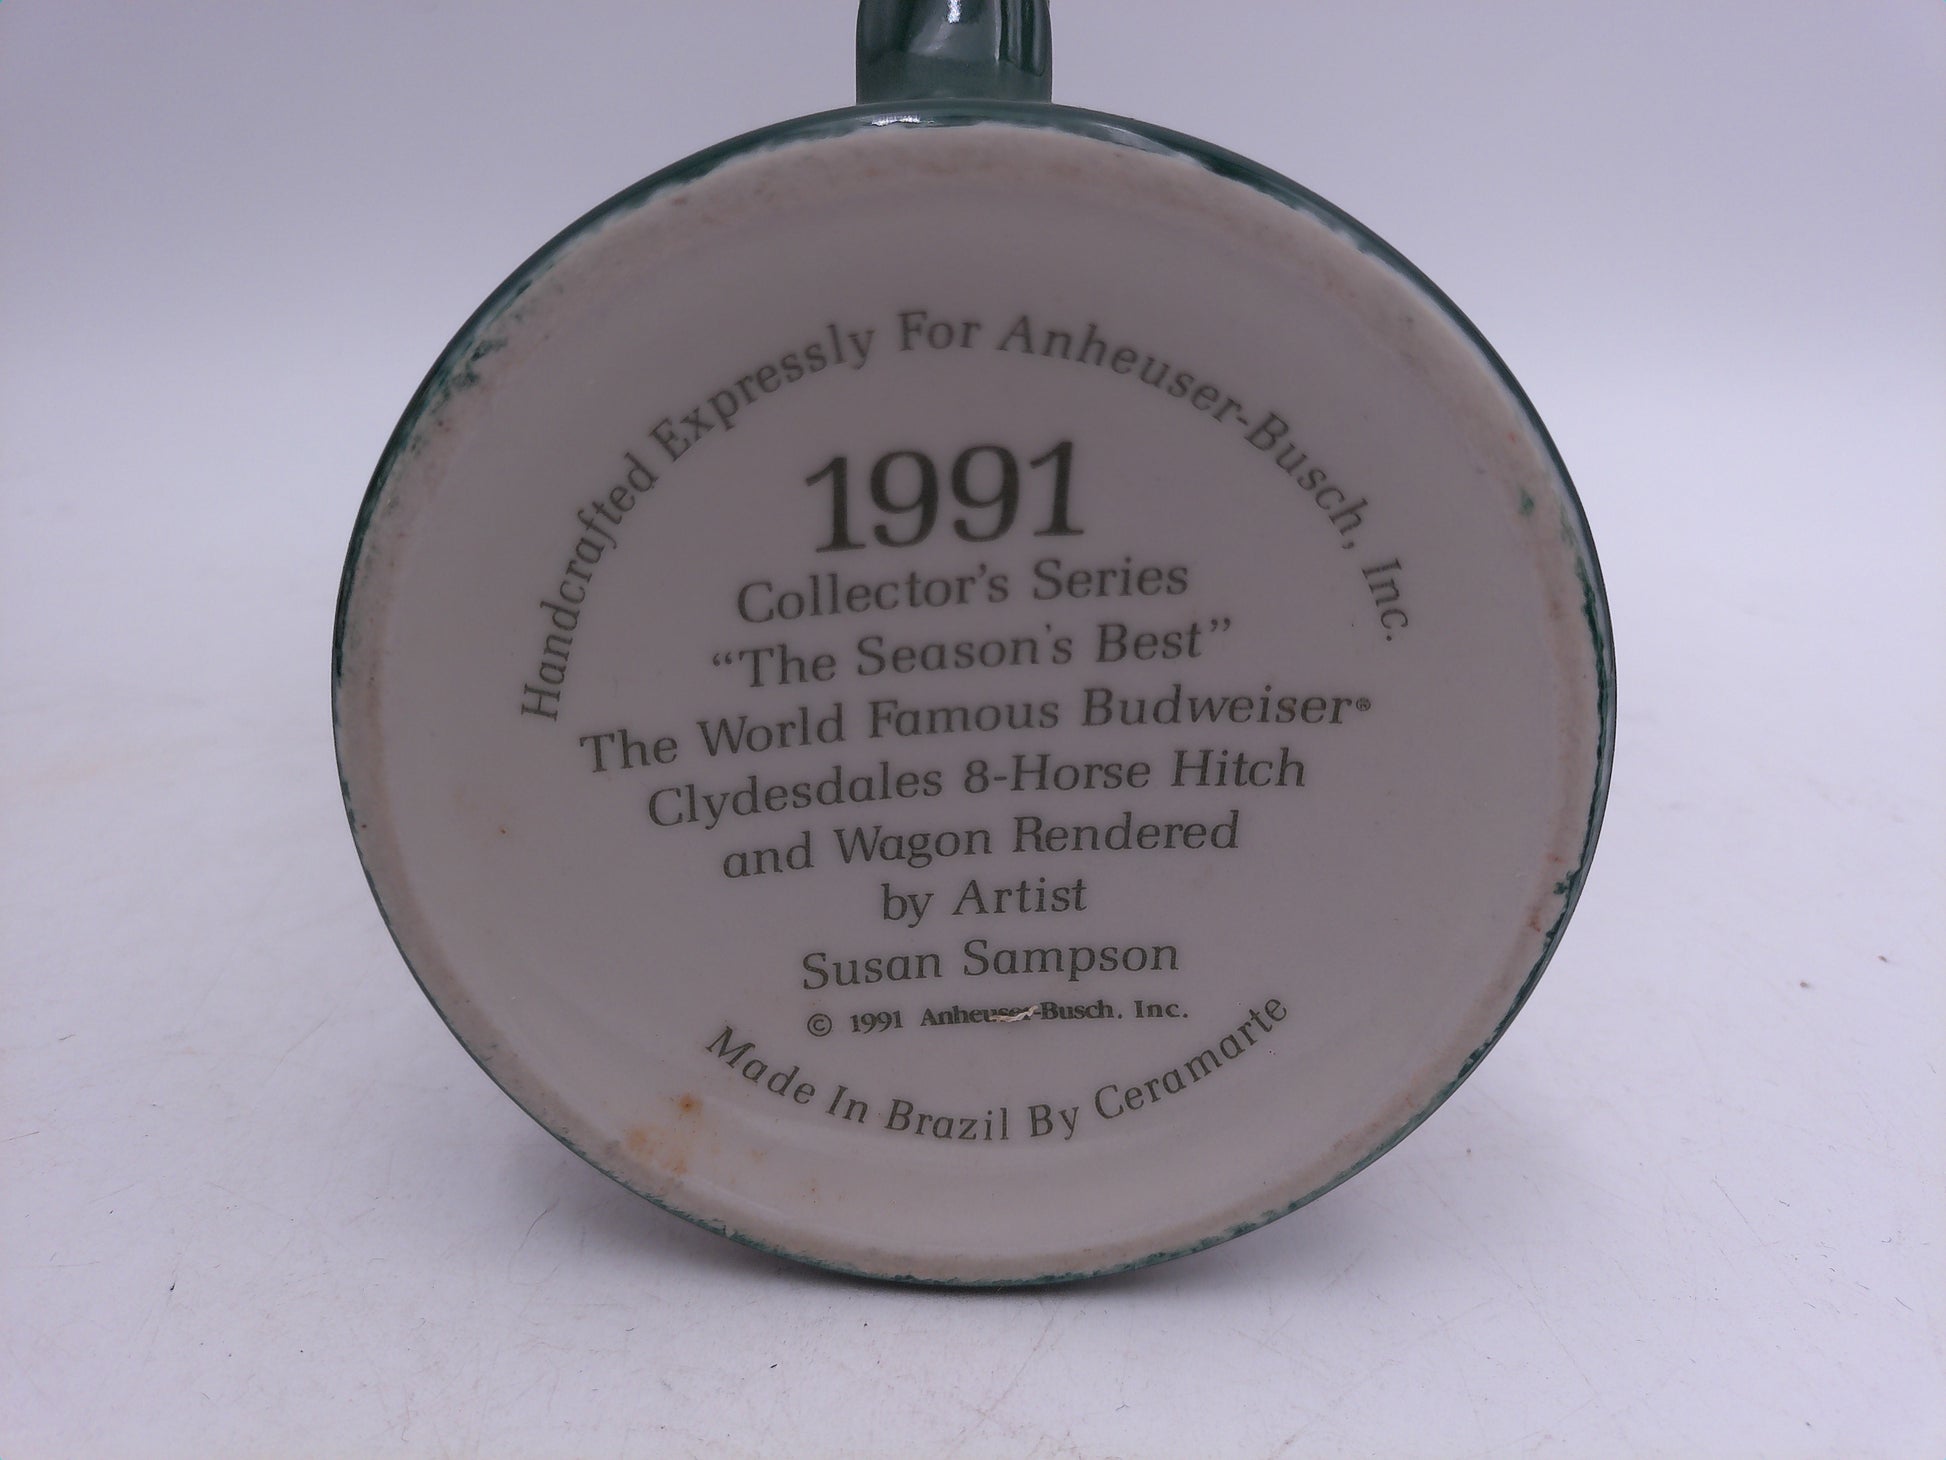 Handcrafted Expressly For Anheuser-Busch, Inc.
1991
Collector's Series
“The Season's Best”
The World Famous Budweiser®
Clydesdales 8-Horse Hitch
and Wagon Rendered
by Artist
Susan Sampson
© 1991 Anheuser-Busch. Inc.
Made In Brazil By Ceramarte